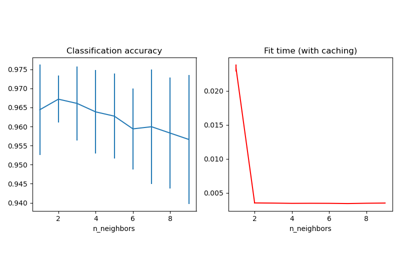 Classification accuracy
0.975
0.970
0.965
0.960
0.955
0.950
0.945
0.940
2 4 6 8
n_neighbors
Fit time (with caching)
0.020
0.015
0.010
0.005
2 4 6 8
n_neighbors